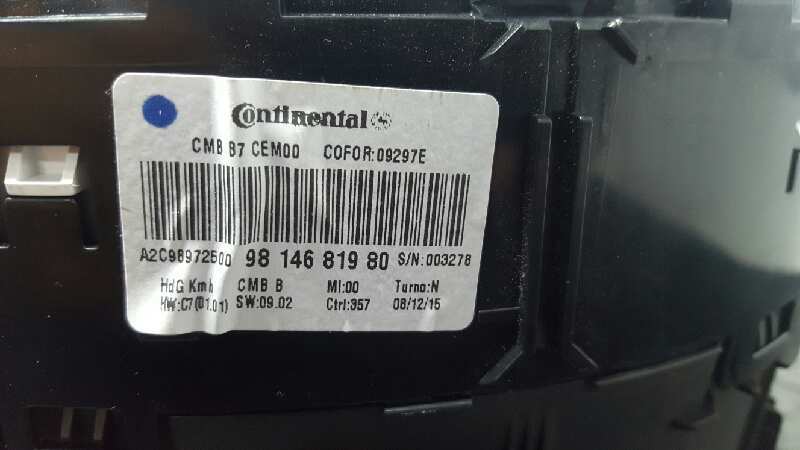 Continental
CMB B7 CEM00 COFOR:09297E
A2C98972500 98 146 819 80 S/N:003278
HdG Kmh CMB B MI:00 Turno:N
HW:C7(01.01) SW:09.02 Ctrl:357 08/12/15